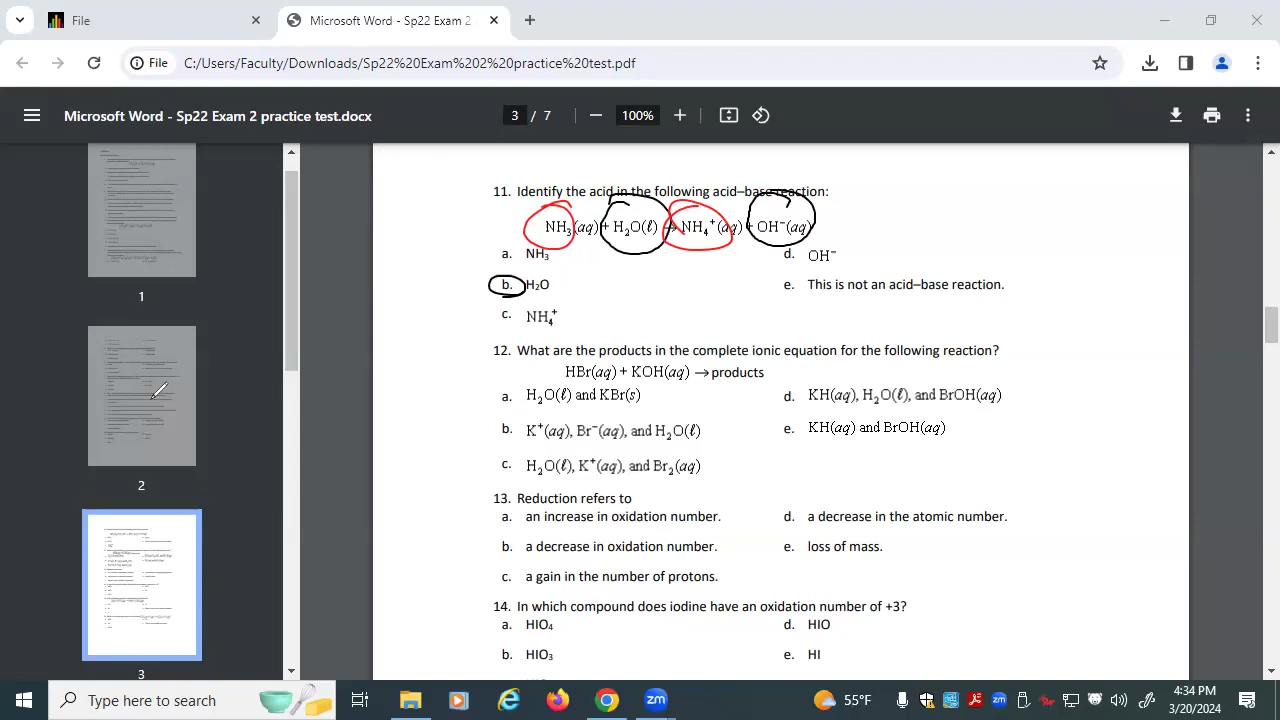 File
Microsoft Word - Sp22 Exam 2
File C:/Users/Faculty/Downloads/Sp22%20Exam%202%20practice%20test.pdf
Microsoft Word - Sp22 Exam 2 practice test.docx 3 / 7 100%
1
2
3
11. Identify the acid in the following acid–base reaction:
H₃(aq) + H₂O(ℓ) → NH₄⁺(aq) + OH⁻(aq
a. NH₃ d. OH⁻
b. H₂O e. This is not an acid–base reaction.
c. NH₄⁺
12. What are the products in the complete ionic equation for the following reaction?
HBr(aq) + KOH(aq) → products
a. H₂O(ℓ) and KBr(s) d. KH(aq), H₂O(ℓ), and BrOH(aq)
b. K⁺(aq), Br⁻(aq), and H₂O(ℓ) e. KH(aq) and BrOH(aq)
c. H₂O(ℓ), K⁺(aq), and Br₂(aq)
13. Reduction refers to
a. an increase in oxidation number. d. a decrease in the atomic number.
b. a decrease in oxidation number. e. a loss of mass.
c. a gain in the number of protons.
14. In which compound does iodine have an oxidation number of +3?
a. HIO₄ d. HIO
b. HIO₃ e. HI
Type here to search 55°F zm 4:34 PM
3/20/2024